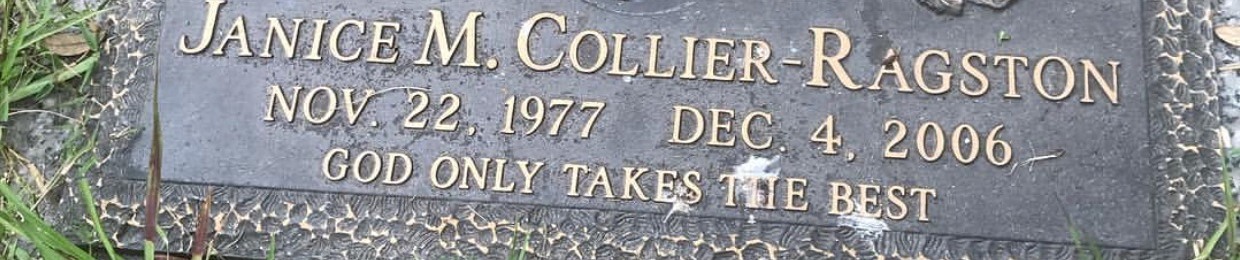 JANICE M. COLLIER-RAGSTON
NOV. 22, 1977 DEC. 4, 2006
GOD ONLY TAKES THE BEST